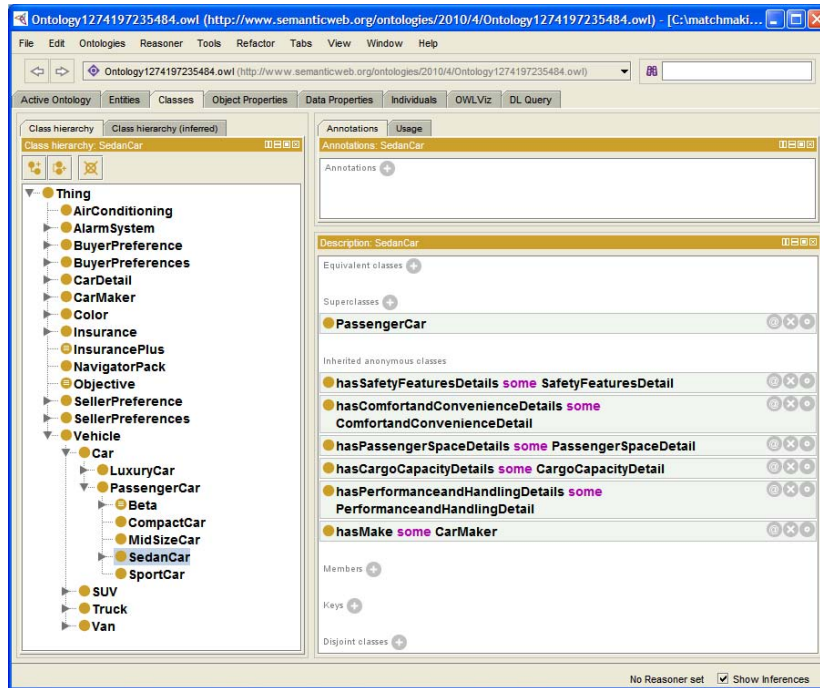 Ontology1274197235484.owl (http://www.semanticweb.org/ontologies/2010/4/Ontology1274197235484.owl) - [C:\matchmaki...
File Edit Ontologies Reasoner Tools Refactor Tabs View Window Help
Ontology1274197235484.owl (http://www.semanticweb.org/ontologies/2010/4/Ontology1274197235484.owl)
Active Ontology Entities Classes Object Properties Data Properties Individuals OWLViz DL Query
Class hierarchy Class hierarchy (inferred)
Class hierarchy: SedanCar
Thing
AirConditioning
AlarmSystem
BuyerPreference
BuyerPreferences
CarDetail
CarMaker
Color
Insurance
InsurancePlus
NavigatorPack
Objective
SellerPreference
SellerPreferences
Vehicle
Car
LuxuryCar
PassengerCar
Beta
CompactCar
MidSizeCar
SedanCar
SportCar
SUV
Truck
Van
Annotations Usage
Annotations: SedanCar
Annotations
Description: SedanCar
Equivalent classes
Superclasses
PassengerCar
Inherited anonymous classes
hasSafetyFeaturesDetails some SafetyFeaturesDetail
hasComfortandConvenienceDetails some
ComfortandConvenienceDetail
hasPassengerSpaceDetails some PassengerSpaceDetail
hasCargoCapacityDetails some CargoCapacityDetail
hasPerformanceandHandlingDetails some
PerformanceandHandlingDetail
hasMake some CarMaker
Members
Keys
Disjoint classes
No Reasoner set Show Inferences